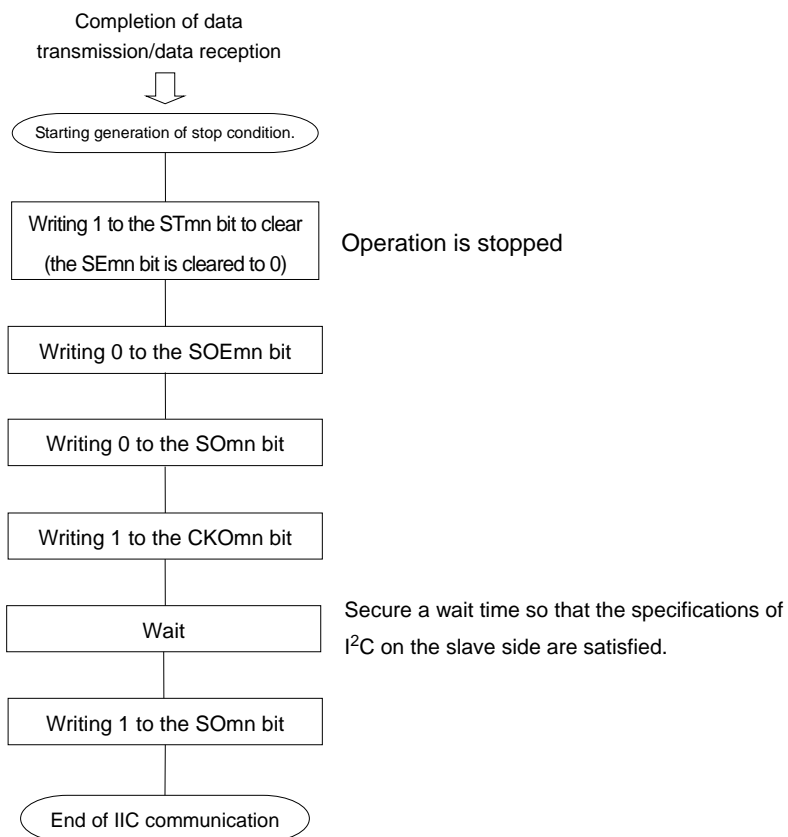 Completion of data
transmission/data reception
Starting generation of stop condition.
Writing 1 to the STmn bit to clear
(the SEmn bit is cleared to 0)
Operation is stopped
Writing 0 to the SOEmn bit
Writing 0 to the SOmn bit
Writing 1 to the CKOmn bit
Wait
Secure a wait time so that the specifications of
I²C on the slave side are satisfied.
Writing 1 to the SOmn bit
End of IIC communication